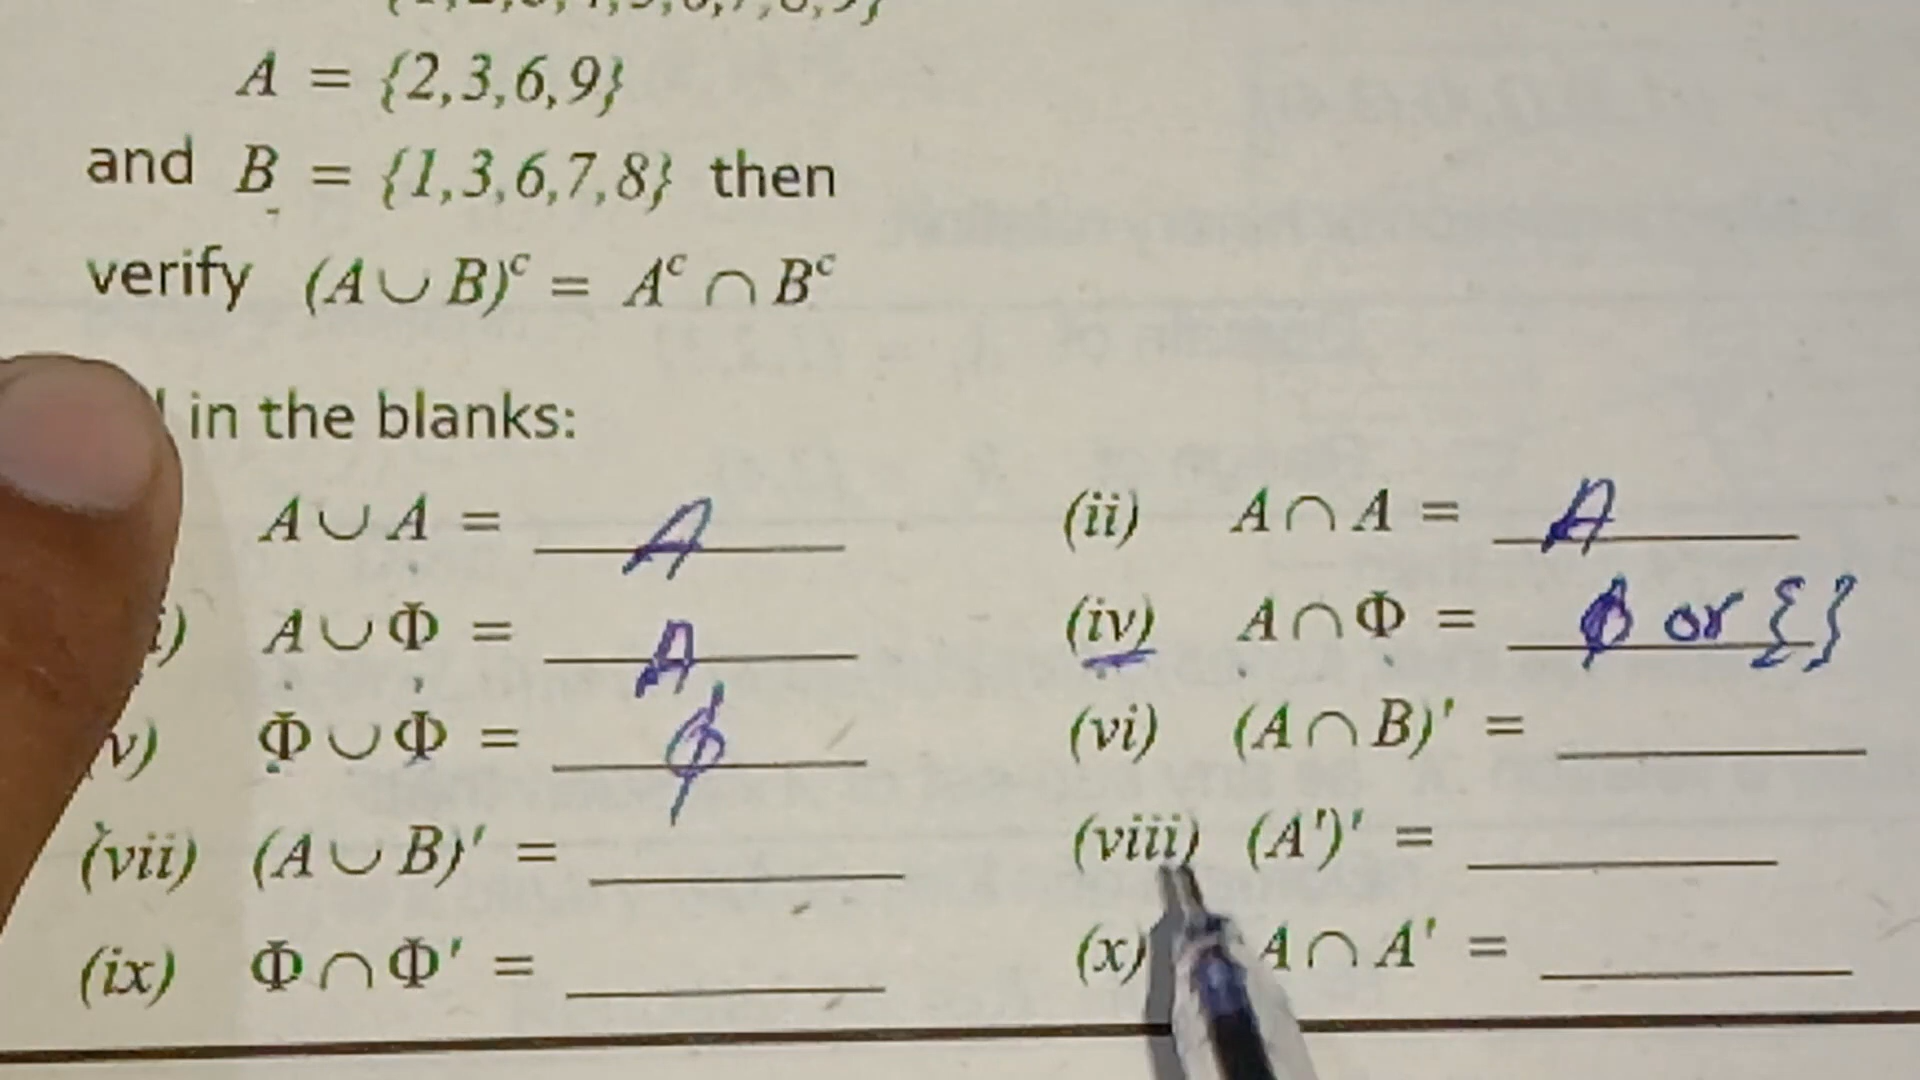 A = {2,3,6,9}
and B = {1,3,6,7,8} then
verify (A ∪ B)ᶜ = Aᶜ ∩ Bᶜ
in the blanks:
A ∪ A = A
(ii) A ∩ A = A
A ∪ Φ = A
(iv) A ∩ Φ = ϕ or { }
v) Φ ∪ Φ = ϕ
(vi) (A ∩ B)' =
(vii) (A ∪ B)' =
(viii) (A')' =
(ix) Φ ∩ Φ' =
(x) A ∩ A' =